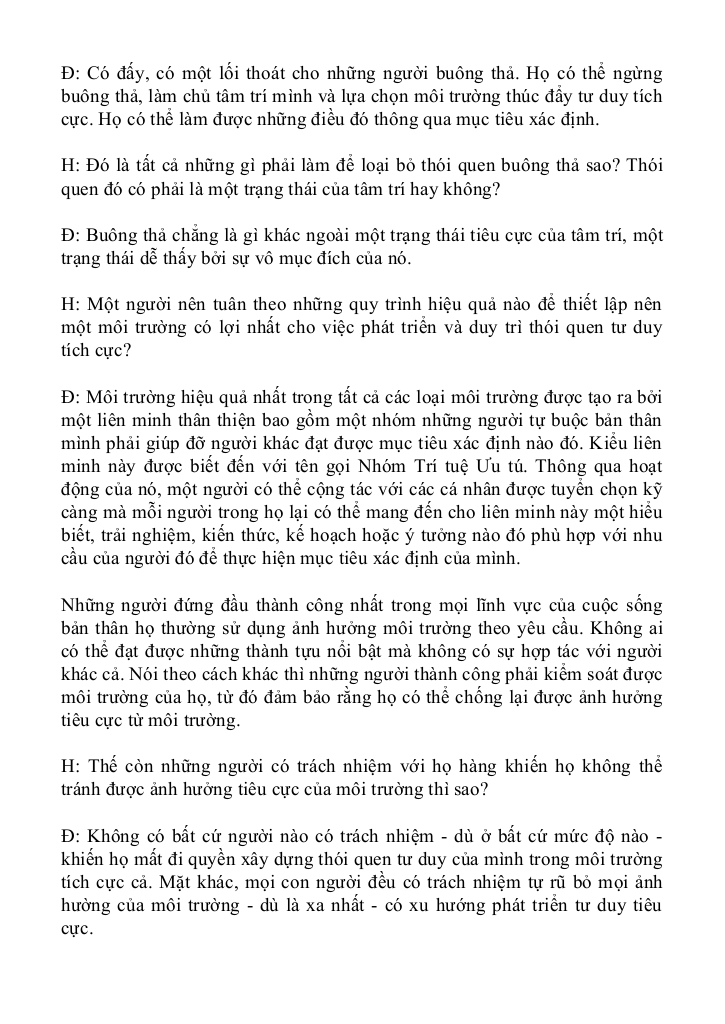 Đ: Có đấy, có một lối thoát cho những người buông thả. Họ có thể ngừng
buông thả, làm chủ tâm trí mình và lựa chọn môi trường thúc đẩy tư duy tích
cực. Họ có thể làm được những điều đó thông qua mục tiêu xác định.
H: Đó là tất cả những gì phải làm để loại bỏ thói quen buông thả sao? Thói
quen đó có phải là một trạng thái của tâm trí hay không?
Đ: Buông thả chẳng là gì khác ngoài một trạng thái tiêu cực của tâm trí, một
trạng thái dễ thấy bởi sự vô mục đích của nó.
H: Một người nên tuân theo những quy trình hiệu quả nào để thiết lập nên
một môi trường có lợi nhất cho việc phát triển và duy trì thói quen tư duy
tích cực?
Đ: Môi trường hiệu quả nhất trong tất cả các loại môi trường được tạo ra bởi
một liên minh thân thiện bao gồm một nhóm những người tự buộc bản thân
mình phải giúp đỡ người khác đạt được mục tiêu xác định nào đó. Kiểu liên
minh này được biết đến với tên gọi Nhóm Trí tuệ Ưu tú. Thông qua hoạt
động của nó, một người có thể cộng tác với các cá nhân được tuyển chọn kỹ
càng mà mỗi người trong họ lại có thể mang đến cho liên minh này một hiểu
biết, trải nghiệm, kiến thức, kế hoạch hoặc ý tưởng nào đó phù hợp với nhu
cầu của người đó để thực hiện mục tiêu xác định của mình.
Những người đứng đầu thành công nhất trong mọi lĩnh vực của cuộc sống
bản thân họ thường sử dụng ảnh hưởng môi trường theo yêu cầu. Không ai
có thể đạt được những thành tựu nổi bật mà không có sự hợp tác với người
khác cả. Nói theo cách khác thì những người thành công phải kiểm soát được
môi trường của họ, từ đó đảm bảo rằng họ có thể chống lại được ảnh hưởng
tiêu cực từ môi trường.
H: Thế còn những người có trách nhiệm với họ hàng khiến họ không thể
tránh được ảnh hưởng tiêu cực của môi trường thì sao?
Đ: Không có bất cứ người nào có trách nhiệm - dù ở bất cứ mức độ nào -
khiến họ mất đi quyền xây dựng thói quen tư duy của mình trong môi trường
tích cực cả. Mặt khác, mọi con người đều có trách nhiệm tự rũ bỏ mọi ảnh
hường của môi trường - dù là xa nhất - có xu hướng phát triển tư duy tiêu
cực.